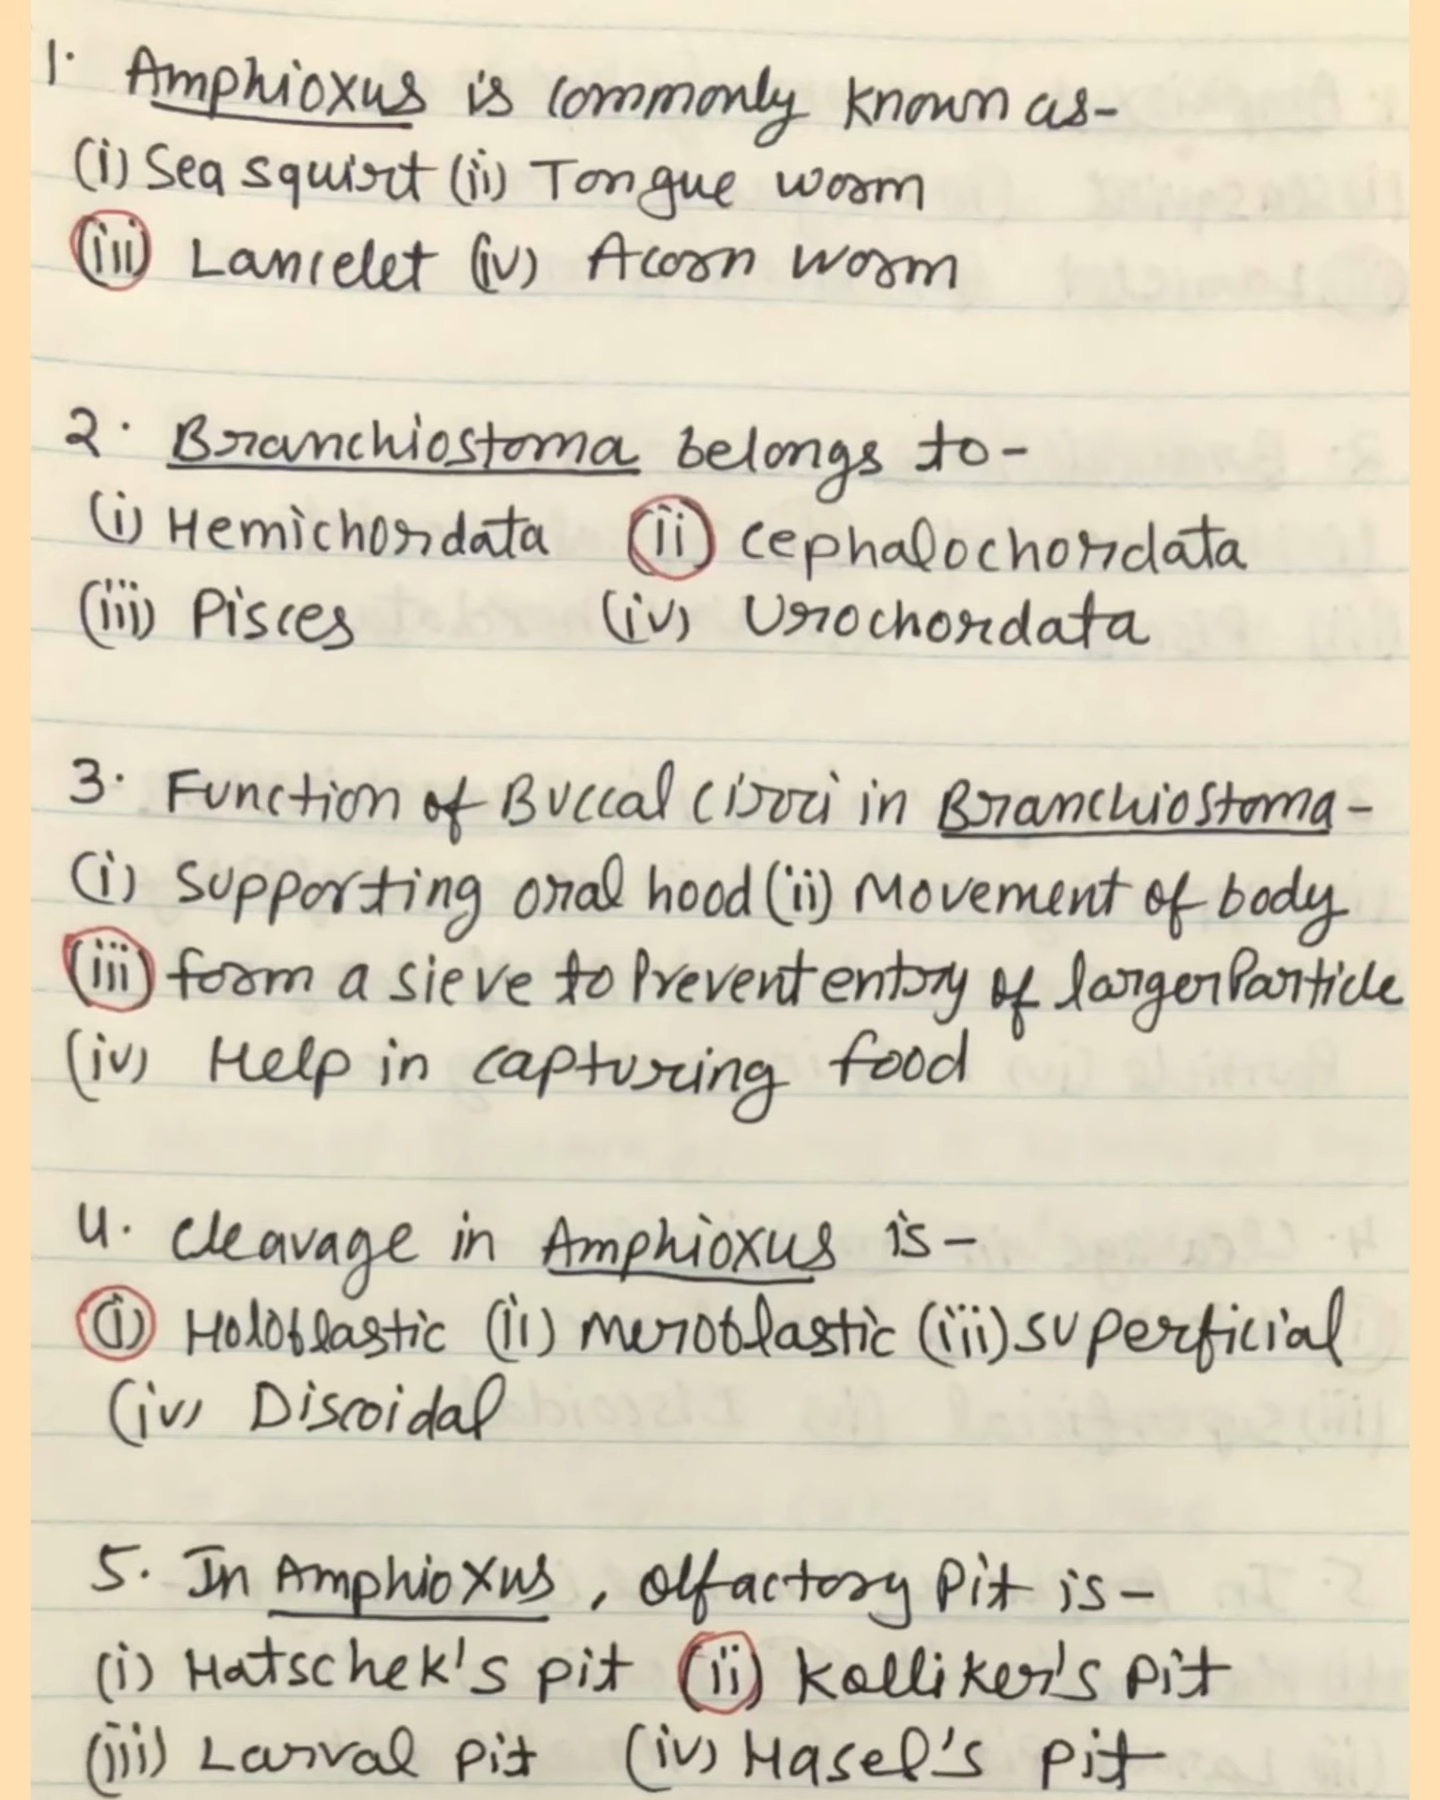 1. Amphioxus is commonly known as-
(i) Sea squirt (ii) Tongue worm
(iii) Lancelet (iv) Acorn worm
2. Branchiostoma belongs to-
(i) Hemichordata (ii) Cephalochordata
(iii) Pisces (iv) Urochordata
3. Function of Buccal cirri in Branchiostoma-
(i) Supporting oral hood (ii) Movement of body
(iii) form a sieve to Prevent entry of larger Particle
(iv) Help in capturing food
4. Cleavage in Amphioxus is-
(i) Holoblastic (ii) Meroblastic (iii) superficial
(iv) Discoidal
5. In Amphioxus, olfactory Pit is-
(i) Hatschek's pit (ii) Kolliker's pit
(iii) Larval pit (iv) Hasel's pit